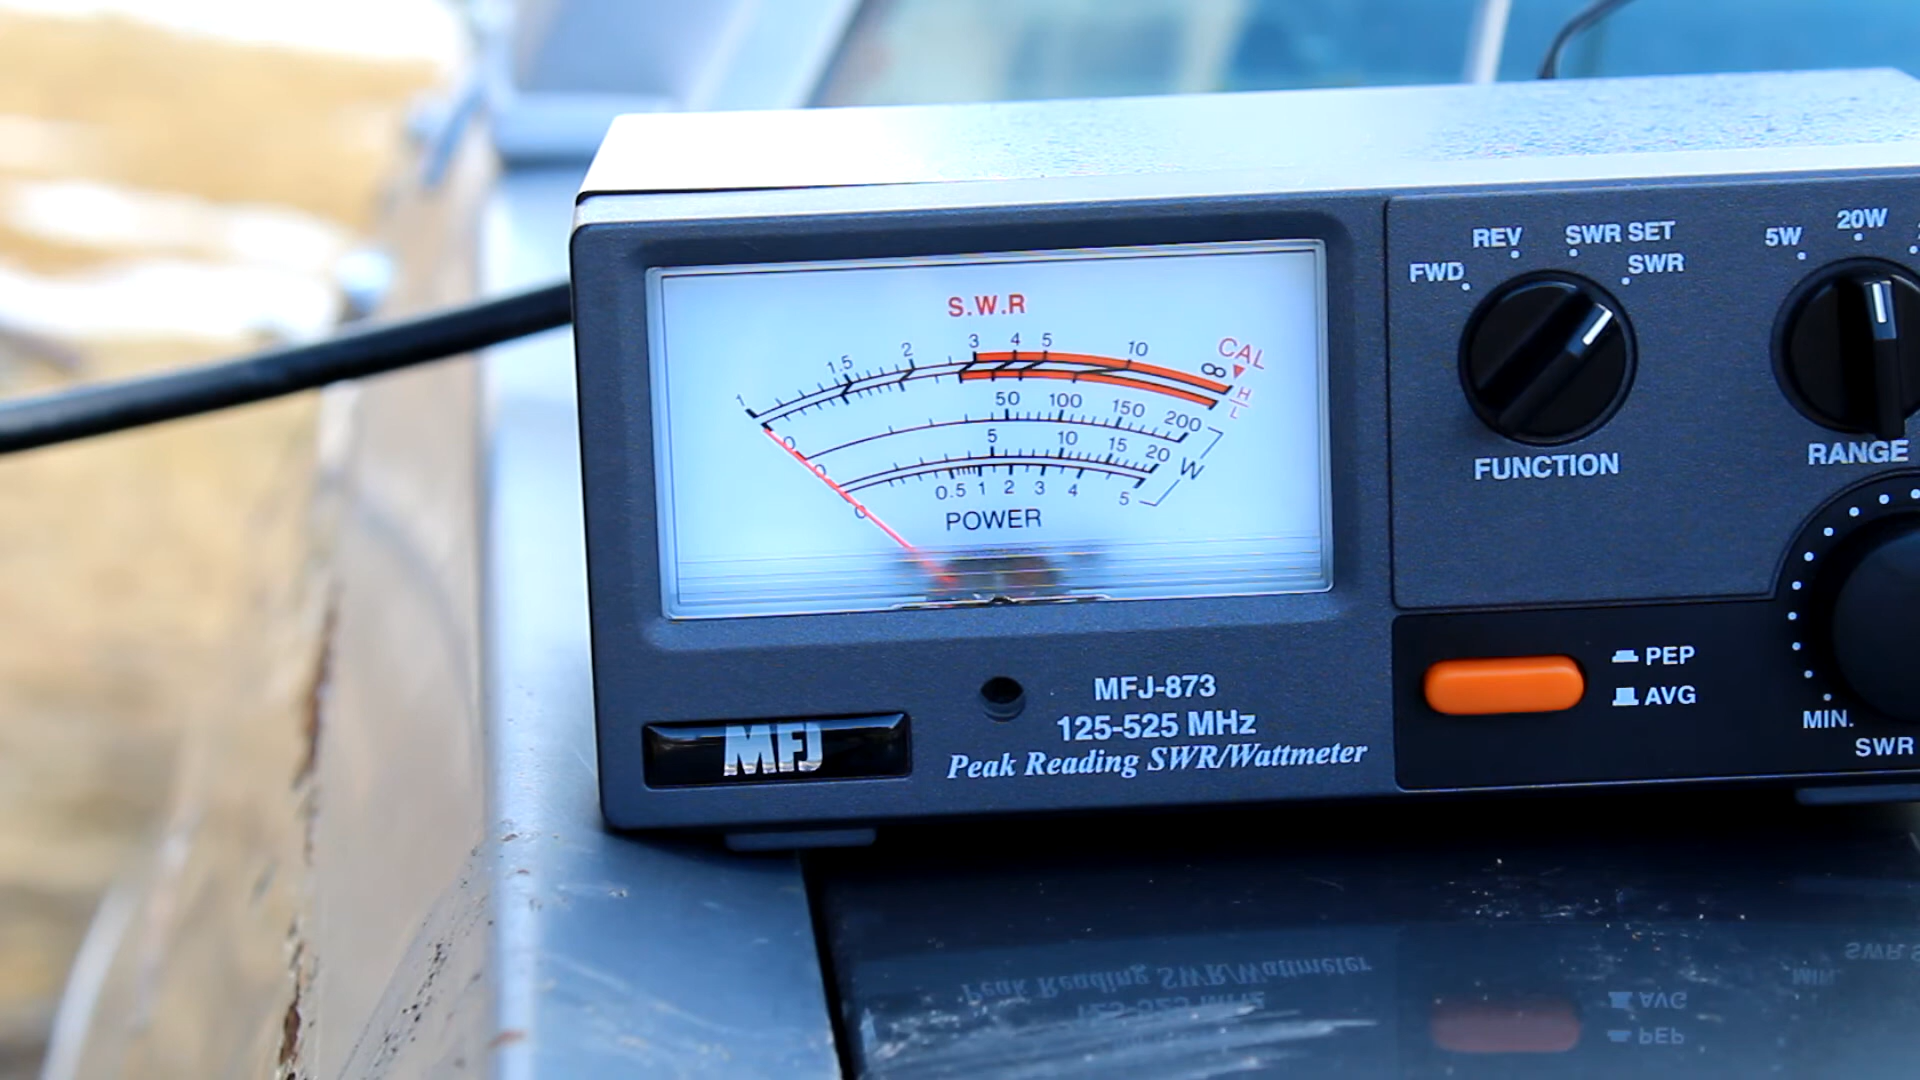 S.W.R
1 1.5 2 3 4 5 10 ∞ CAL
H
L
0 50 100 150 200
0 5 10 15 20 W
0 0.5 1 2 3 4 5
POWER
MFJ
MFJ-873
125-525 MHz
Peak Reading SWR/Wattmeter
FWD REV SWR SET SWR
FUNCTION
5W 20W
RANGE
PEP
AVG
MIN.
SWR